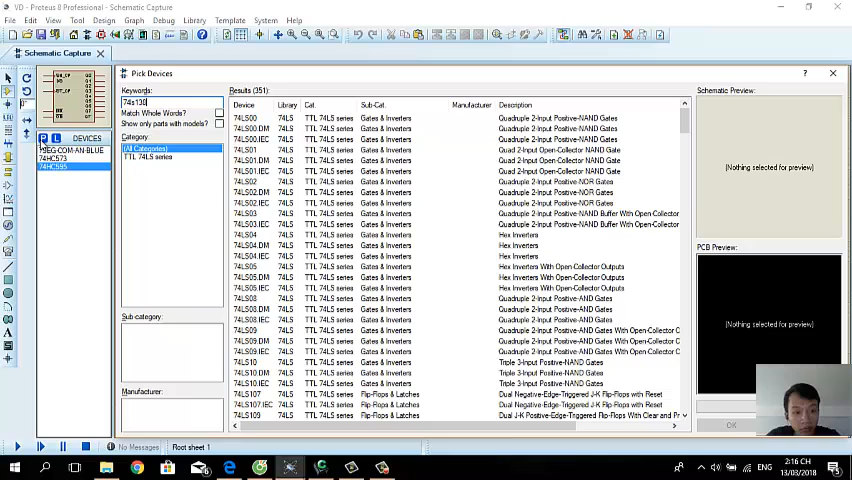 VD - Proteus 8 Professional - Schematic Capture
File Edit View Tool Design Graph Debug Library Template System Help
Schematic Capture
Pick Devices
Keywords:
74ls138
Match Whole Words?
Show only parts with models?
Category:
(All Categories)
TTL 74LS series
Sub-category:
Manufacturer:
P L DEVICES
7SEG-COM-AN-BLUE
74HC573
74HC595
Results (351):
Device Library Cat. Sub-Cat. Manufacturer Description
74LS00 74LS TTL 74LS series Gates & Inverters Quadruple 2-Input Positive-NAND Gates
74LS00.DM 74LS TTL 74LS series Gates & Inverters Quadruple 2-Input Positive-NAND Gates
74LS00.IEC 74LS TTL 74LS series Gates & Inverters Quadruple 2-Input Positive-NAND Gates
74LS01 74LS TTL 74LS series Gates & Inverters Quad 2-Input Open-Collector NAND Gate
74LS01.DM 74LS TTL 74LS series Gates & Inverters Quad 2-Input Open-Collector NAND Gate
74LS01.IEC 74LS TTL 74LS series Gates & Inverters Quad 2-Input Open-Collector NAND Gate
74LS02 74LS TTL 74LS series Gates & Inverters Quadruple 2-Input Positive-NOR Gates
74LS02.DM 74LS TTL 74LS series Gates & Inverters Quadruple 2-Input Positive-NOR Gates
74LS02.IEC 74LS TTL 74LS series Gates & Inverters Quadruple 2-Input Positive-NOR Gates
74LS03 74LS TTL 74LS series Gates & Inverters Quadruple 2-Input Positive-NAND Buffer With Open-Collector
74LS03.IEC 74LS TTL 74LS series Gates & Inverters Quadruple 2-Input Positive-NAND Buffer With Open-Collector
74LS04 74LS TTL 74LS series Gates & Inverters Hex Inverters
74LS04.DM 74LS TTL 74LS series Gates & Inverters Hex Inverters
74LS04.IEC 74LS TTL 74LS series Gates & Inverters Hex Inverters
74LS05 74LS TTL 74LS series Gates & Inverters Hex Inverters With Open-Collector Outputs
74LS05.DM 74LS TTL 74LS series Gates & Inverters Hex Inverters With Open-Collector Outputs
74LS05.IEC 74LS TTL 74LS series Gates & Inverters Hex Inverters With Open-Collector Outputs
74LS08 74LS TTL 74LS series Gates & Inverters Quadruple 2-Input Positive-AND Gates
74LS08.DM 74LS TTL 74LS series Gates & Inverters Quadruple 2-Input Positive-AND Gates
74LS08.IEC 74LS TTL 74LS series Gates & Inverters Quadruple 2-Input Positive-AND Gates
74LS09 74LS TTL 74LS series Gates & Inverters Quadruple 2-Input Positive-AND Gates With Open-Collector C
74LS09.DM 74LS TTL 74LS series Gates & Inverters Quadruple 2-Input Positive-AND Gates With Open-Collector C
74LS09.IEC 74LS TTL 74LS series Gates & Inverters Quadruple 2-Input Positive-AND Gates With Open-Collector C
74LS10 74LS TTL 74LS series Gates & Inverters Triple 3-Input Positive-NAND Gates
74LS10.DM 74LS TTL 74LS series Gates & Inverters Triple 3-Input Positive-NAND Gates
74LS10.IEC 74LS TTL 74LS series Gates & Inverters Triple 3-Input Positive-NAND Gates
74LS107 74LS TTL 74LS series Flip-Flops & Latches Dual Negative-Edge-Triggered J-K Flip-Flops with Reset
74LS107.IEC 74LS TTL 74LS series Flip-Flops & Latches Dual Negative-Edge-Triggered J-K Flip-Flops with Reset
74LS109 74LS TTL 74LS series Flip-Flops & Latches Dual J-K Positive-Edge-Triggered Flip-Flops With Clear and Pr
Schematic Preview:
[Nothing selected for preview]
PCB Preview:
[Nothing selected for preview]
OK
No Messages
Root sheet 1
ENG
2:16 CH
13/03/2018